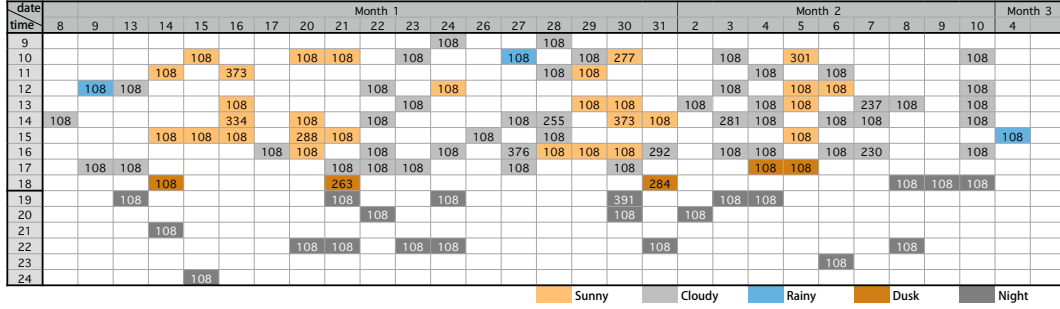 date Month 1 Month 2 Month 3
time 8 9 13 14 15 16 17 20 21 22 23 24 26 27 28 29 30 31 2 3 4 5 6 7 8 9 10 4
9 108 108
10 108 108 108 108 108 108 277 108 301 108
11 108 373 108 108 108 108
12 108 108 108 108 108 108 108 108
13 108 108 108 108 108 108 108 237 108 108
14 108 334 108 108 108 255 373 108 281 108 108 108 108
15 108 108 108 288 108 108 108 108 108
16 108 108 108 108 376 108 108 108 292 108 108 108 230 108
17 108 108 108 108 108 108 108 108 108
18 108 263 284 108 108 108
19 108 108 108 391 108 108
20 108 108 108
21 108
22 108 108 108 108 108 108
23 108
24 108
Sunny Cloudy Rainy Dusk Night